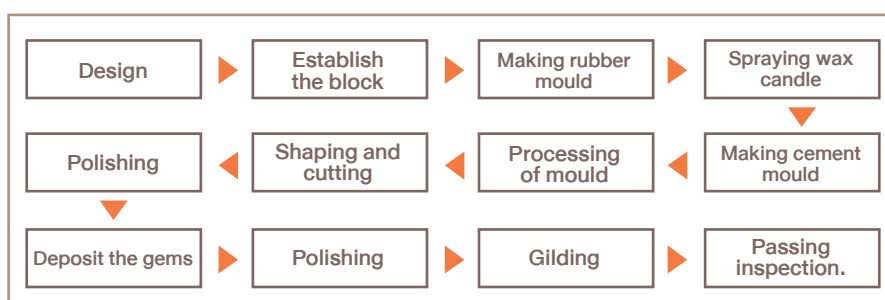 Design
Establish
the block
Making rubber
mould
Spraying wax
candle
Making cement
mould
Processing
of mould
Shaping and
cutting
Polishing
Deposit the gems
Polishing
Gilding
Passing
inspection.